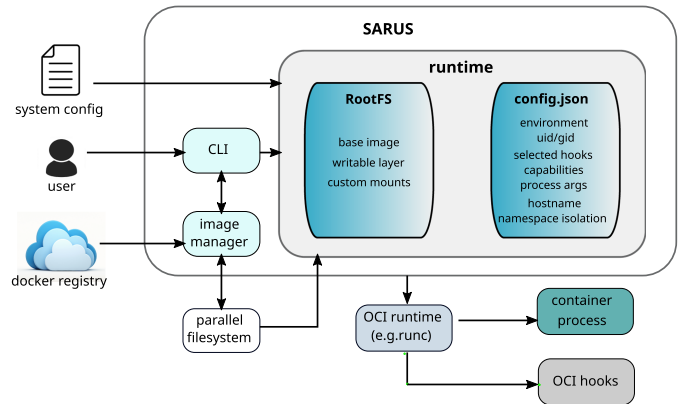 SARUS
runtime
system config
user
docker registry
CLI
image
manager
parallel
filesystem
RootFS
base image
writable layer
custom mounts
config.json
environment
uid/gid
selected hooks
capabilities
process args
hostname
namespace isolation
OCI runtime
(e.g.runc)
container
process
OCI hooks